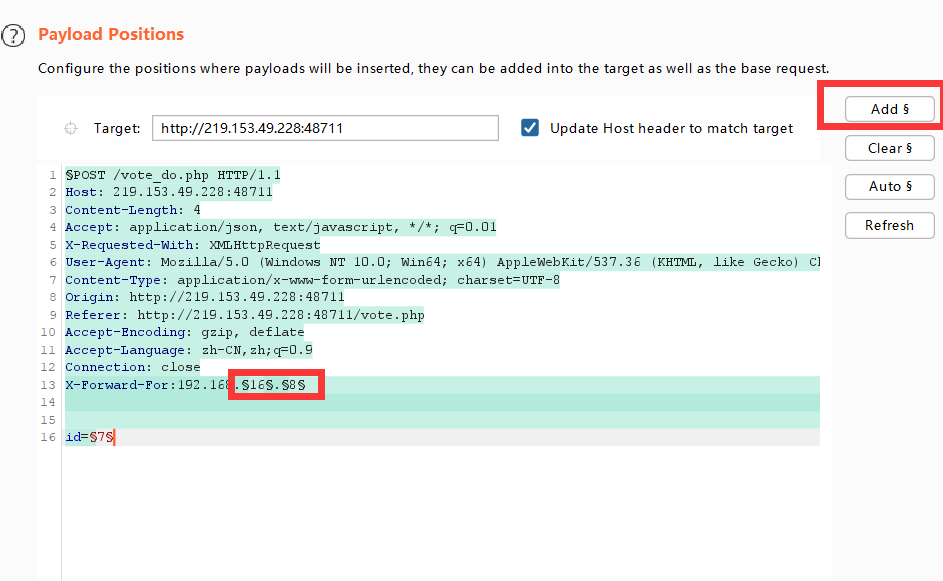 ?
Payload Positions
Configure the positions where payloads will be inserted, they can be added into the target as well as the base request.
Target: http://219.153.49.228:48711 Update Host header to match target
Add §
Clear §
Auto §
Refresh
1 §POST /vote_do.php HTTP/1.1
2 Host: 219.153.49.228:48711
3 Content-Length: 4
4 Accept: application/json, text/javascript, */*; q=0.01
5 X-Requested-With: XMLHttpRequest
6 User-Agent: Mozilla/5.0 (Windows NT 10.0; Win64; x64) AppleWebKit/537.36 (KHTML, like Gecko)
7 Content-Type: application/x-www-form-urlencoded; charset=UTF-8
8 Origin: http://219.153.49.228:48711
9 Referer: http://219.153.49.228:48711/vote.php
10 Accept-Encoding: gzip, deflate
11 Accept-Language: zh-CN,zh;q=0.9
12 Connection: close
13 X-Forward-For:192.168.§16§.§8§
14
15
16 id=§7§